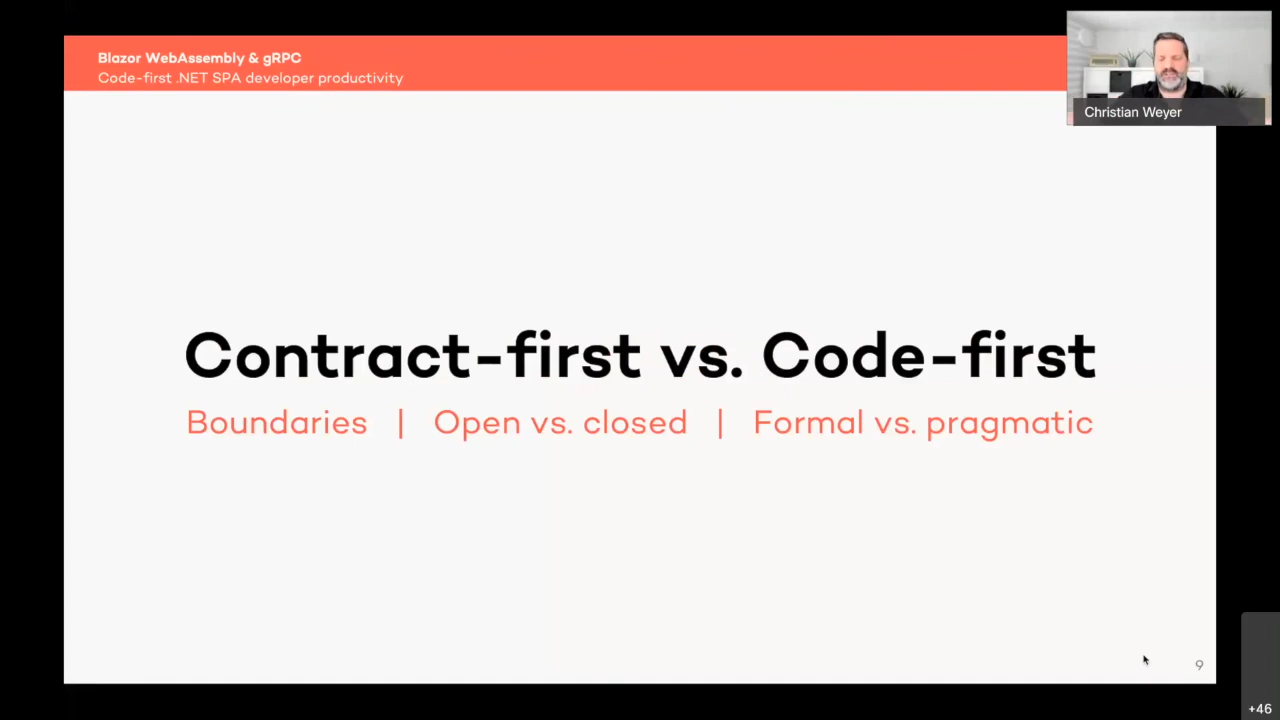 Blazor WebAssembly & gRPC
Code-first .NET SPA developer productivity
Christian Weyer
Contract-first vs. Code-first
Boundaries | Open vs. closed | Formal vs. pragmatic
9
+46